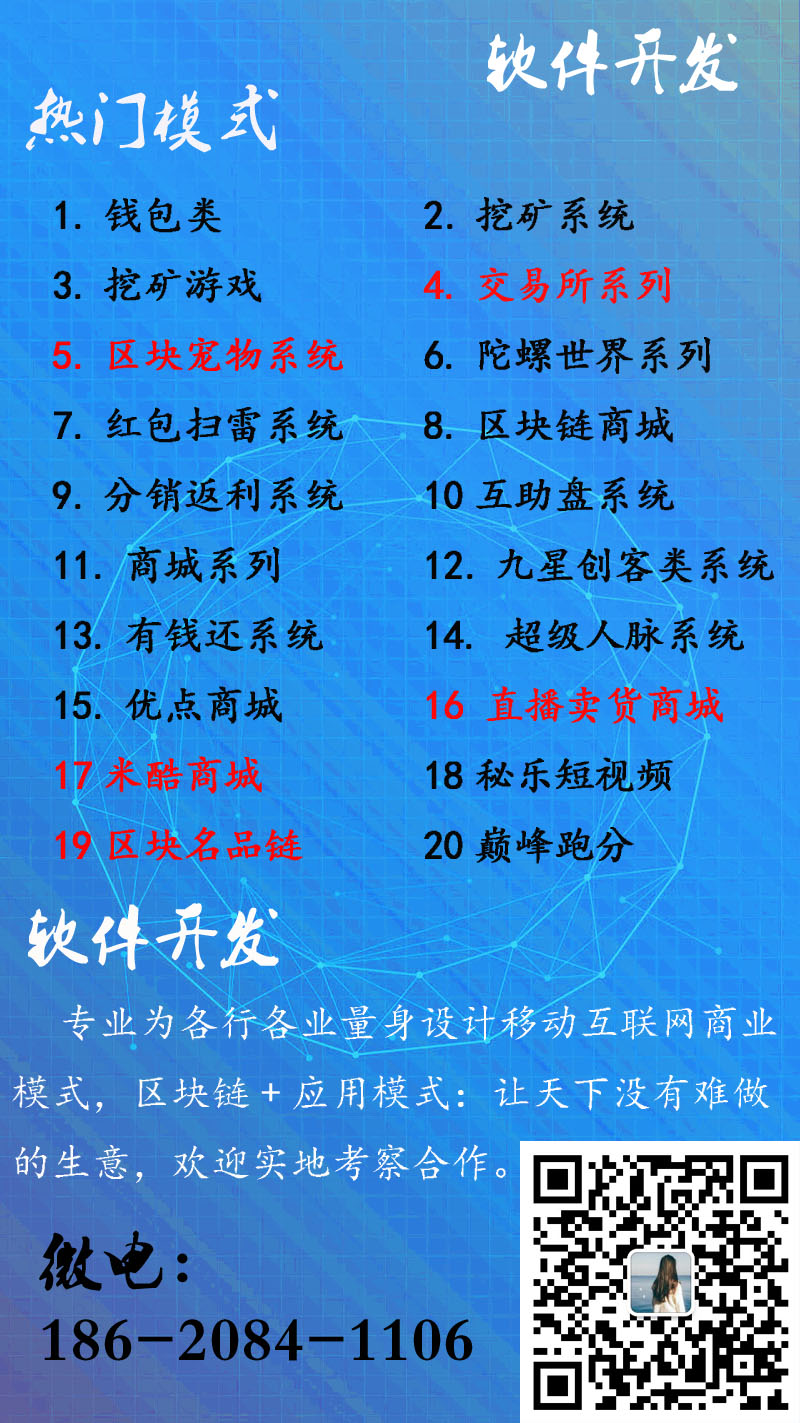 软件开发
热门模式
1. 钱包类
2. 挖矿系统
3. 挖矿游戏
4. 交易所系列
5. 区块宠物系统
6. 陀螺世界系列
7. 红包扫雷系统
8. 区块链商城
9. 分销返利系统
10 互助盘系统
11. 商城系列
12. 九星创客类系统
13. 有钱还系统
14. 超级人脉系统
15. 优点商城
16 直播卖货商城
17 米酷商城
18 秘乐短视频
19 区块名品链
20 巅峰跑分
软件开发
专业为各行各业量身设计移动互联网商业
模式，区块链+应用模式：让天下没有难做
的生意，欢迎实地考察合作。
微电：
186-2084-1106